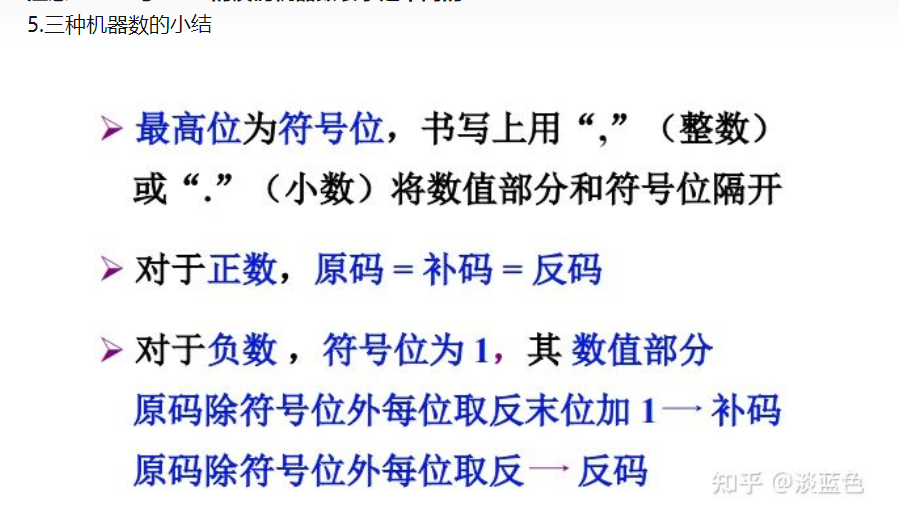 5.三种机器数的小结
➢ 最高位为符号位，书写上用“,”（整数）
或“.”（小数）将数值部分和符号位隔开
➢ 对于正数，原码 = 补码 = 反码
➢ 对于负数 ，符号位为 1，其 数值部分
原码除符号位外每位取反末位加 1 → 补码
原码除符号位外每位取反 → 反码
知乎 @淡蓝色